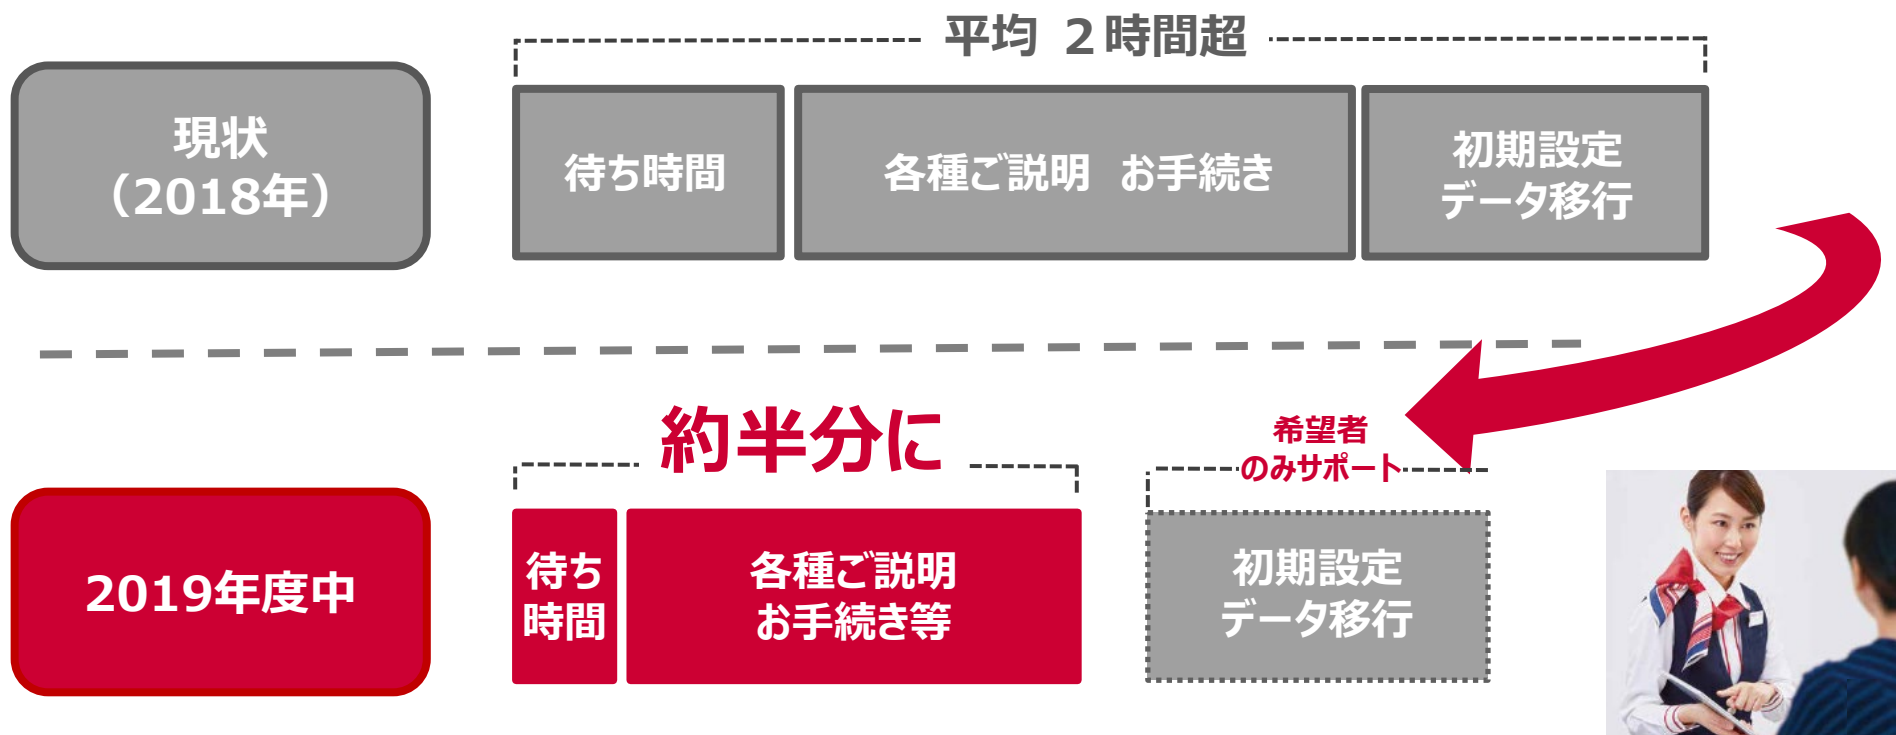 平均 ２時間超
現状
（2018年）
待ち時間
各種ご説明　お手続き
初期設定
データ移行
約半分に
希望者
のみサポート
2019年度中
待ち
時間
各種ご説明
お手続き等
初期設定
データ移行